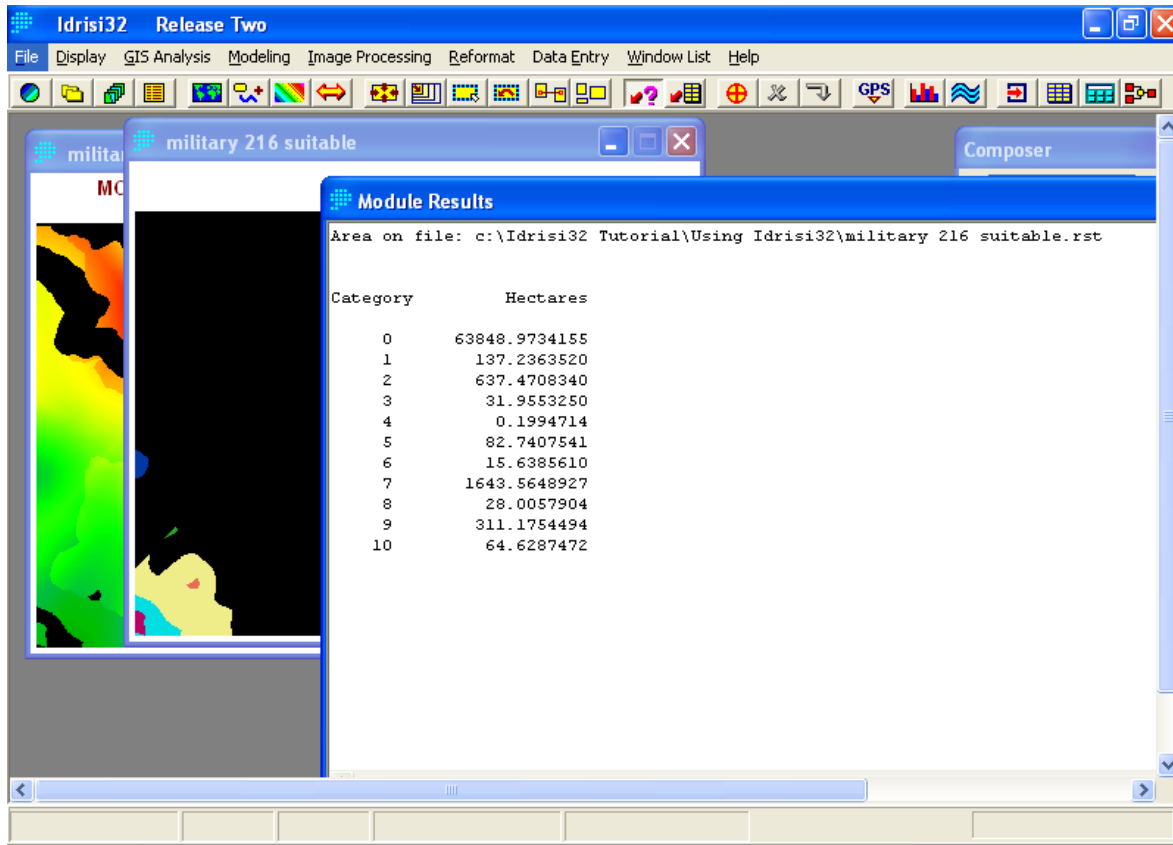 Idrisi32 Release Two
File Display GIS Analysis Modeling Image Processing Reformat Data Entry Window List Help
GPS
milita
military 216 suitable
Composer
MO
Module Results
Area on file: c:\Idrisi32 Tutorial\Using Idrisi32\military 216 suitable.rst
Category Hectares
0 63848.9734155
1 137.2363520
2 637.4708340
3 31.9553250
4 0.1994714
5 82.7407541
6 15.6385610
7 1643.5648927
8 28.0057904
9 311.1754494
10 64.6287472